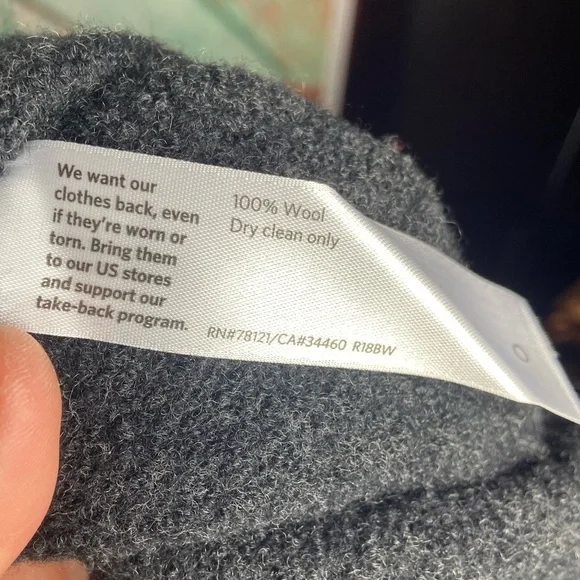 We want our
clothes back, even
if they're worn or
torn. Bring them
to our US stores
and support our
take-back program.
100% Wool
Dry clean only
RN#78121/CA#34460 R18BW